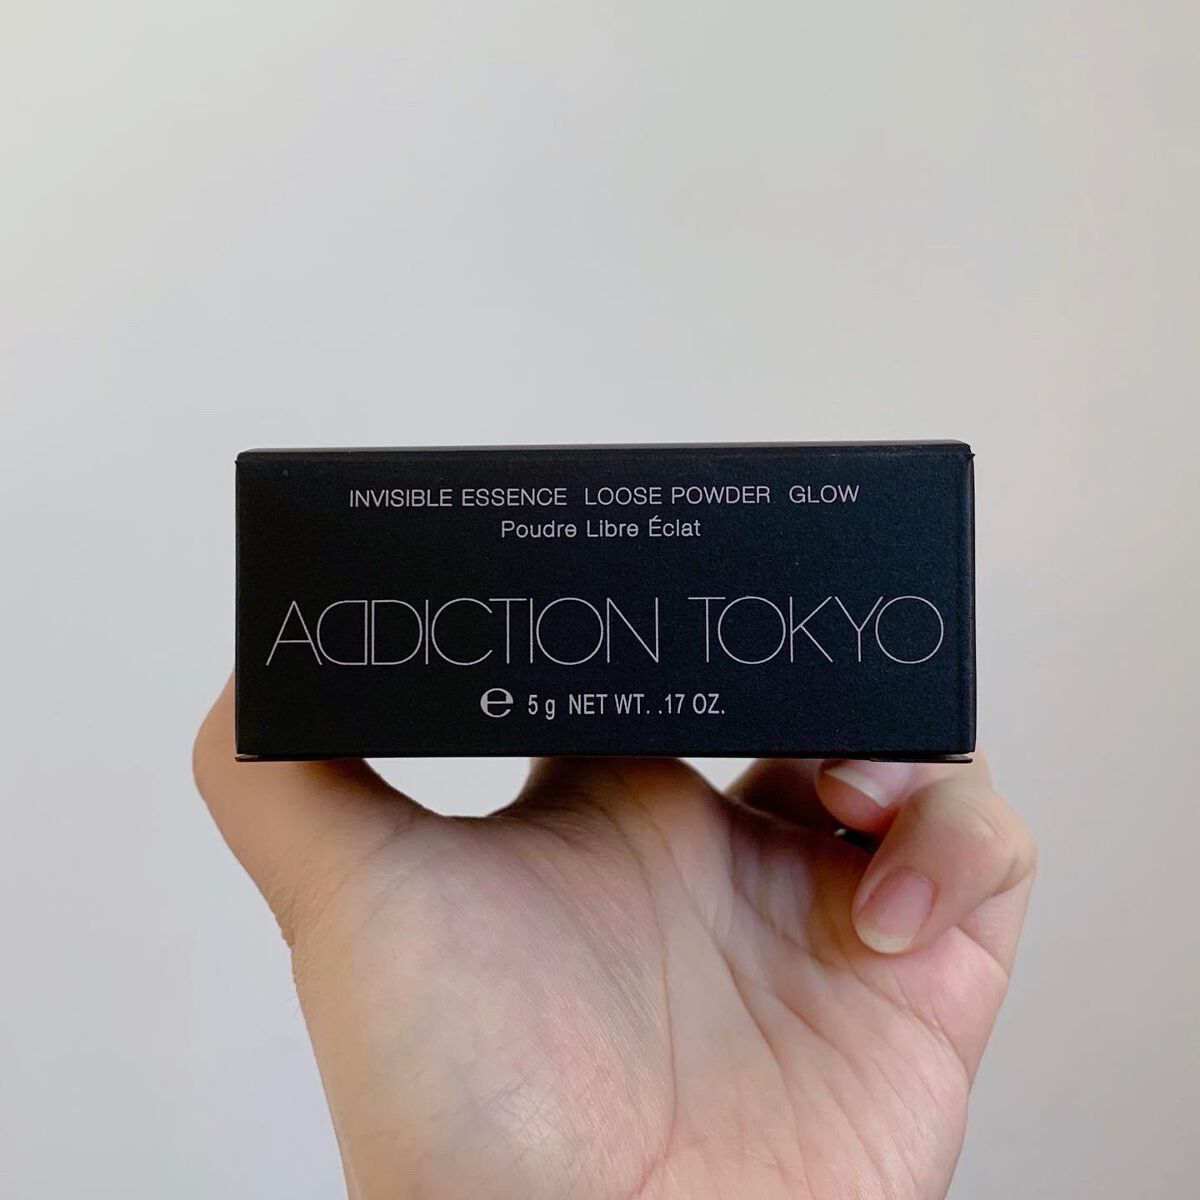 INVISIBLE ESSENCE LOOSE POWDER GLOW
Poudre Libre Éclat
ADDICTION TOKYO
℮ 5 g NET WT. .17 OZ.